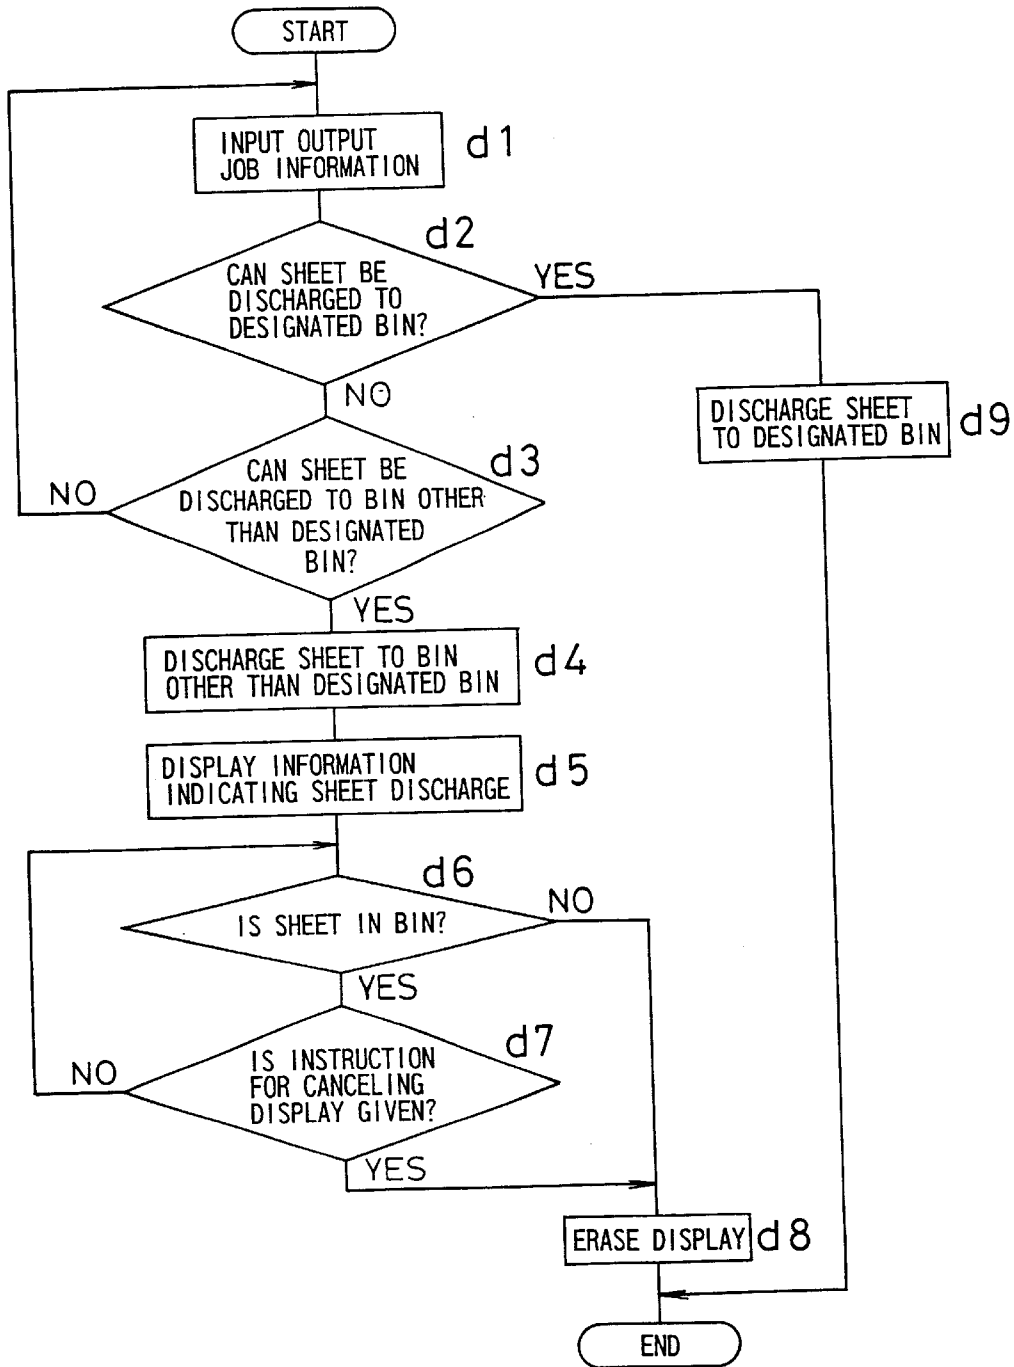 START
INPUT OUTPUT
JOB INFORMATION
d1
d2
CAN SHEET BE
DISCHARGED TO
DESIGNATED BIN?
YES
NO
DISCHARGE SHEET
TO DESIGNATED BIN
d9
d3
CAN SHEET BE
DISCHARGED TO BIN OTHER
THAN DESIGNATED
BIN?
NO
YES
DISCHARGE SHEET TO BIN
OTHER THAN DESIGNATED BIN
d4
DISPLAY INFORMATION
INDICATING SHEET DISCHARGE
d5
d6
IS SHEET IN BIN?
NO
YES
d7
IS INSTRUCTION
FOR CANCELING
DISPLAY GIVEN?
NO
YES
ERASE DISPLAY
d8
END